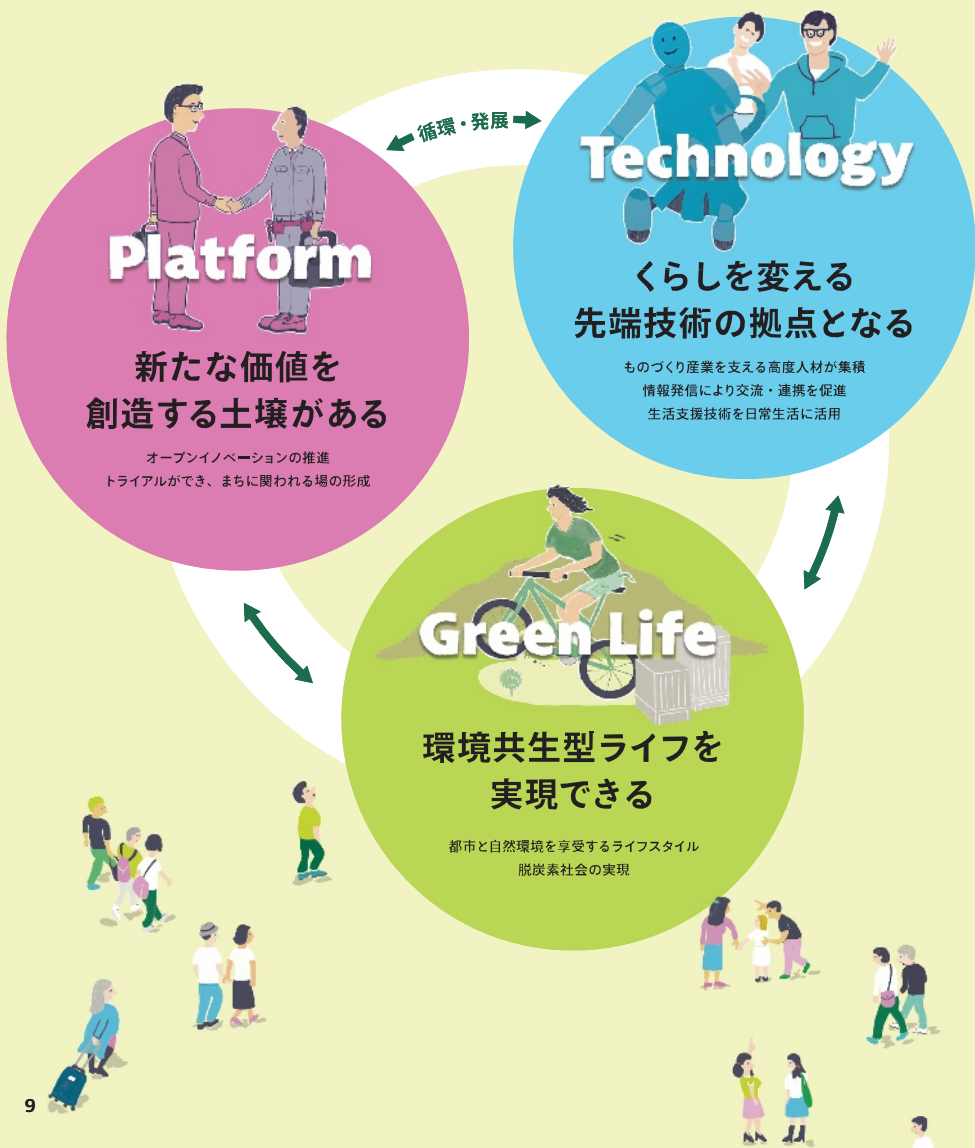 循環・発展
Platform
新たな価値を
創造する土壌がある
オープンイノベーションの推進
トライアルができ、まちに関われる場の形成
Technology
くらしを変える
先端技術の拠点となる
ものづくり産業を支える高度人材が集積
情報発信により交流・連携を促進
生活支援技術を日常生活に活用
Green Life
環境共生型ライフを
実現できる
都市と自然環境を享受するライフスタイル
脱炭素社会の実現
9